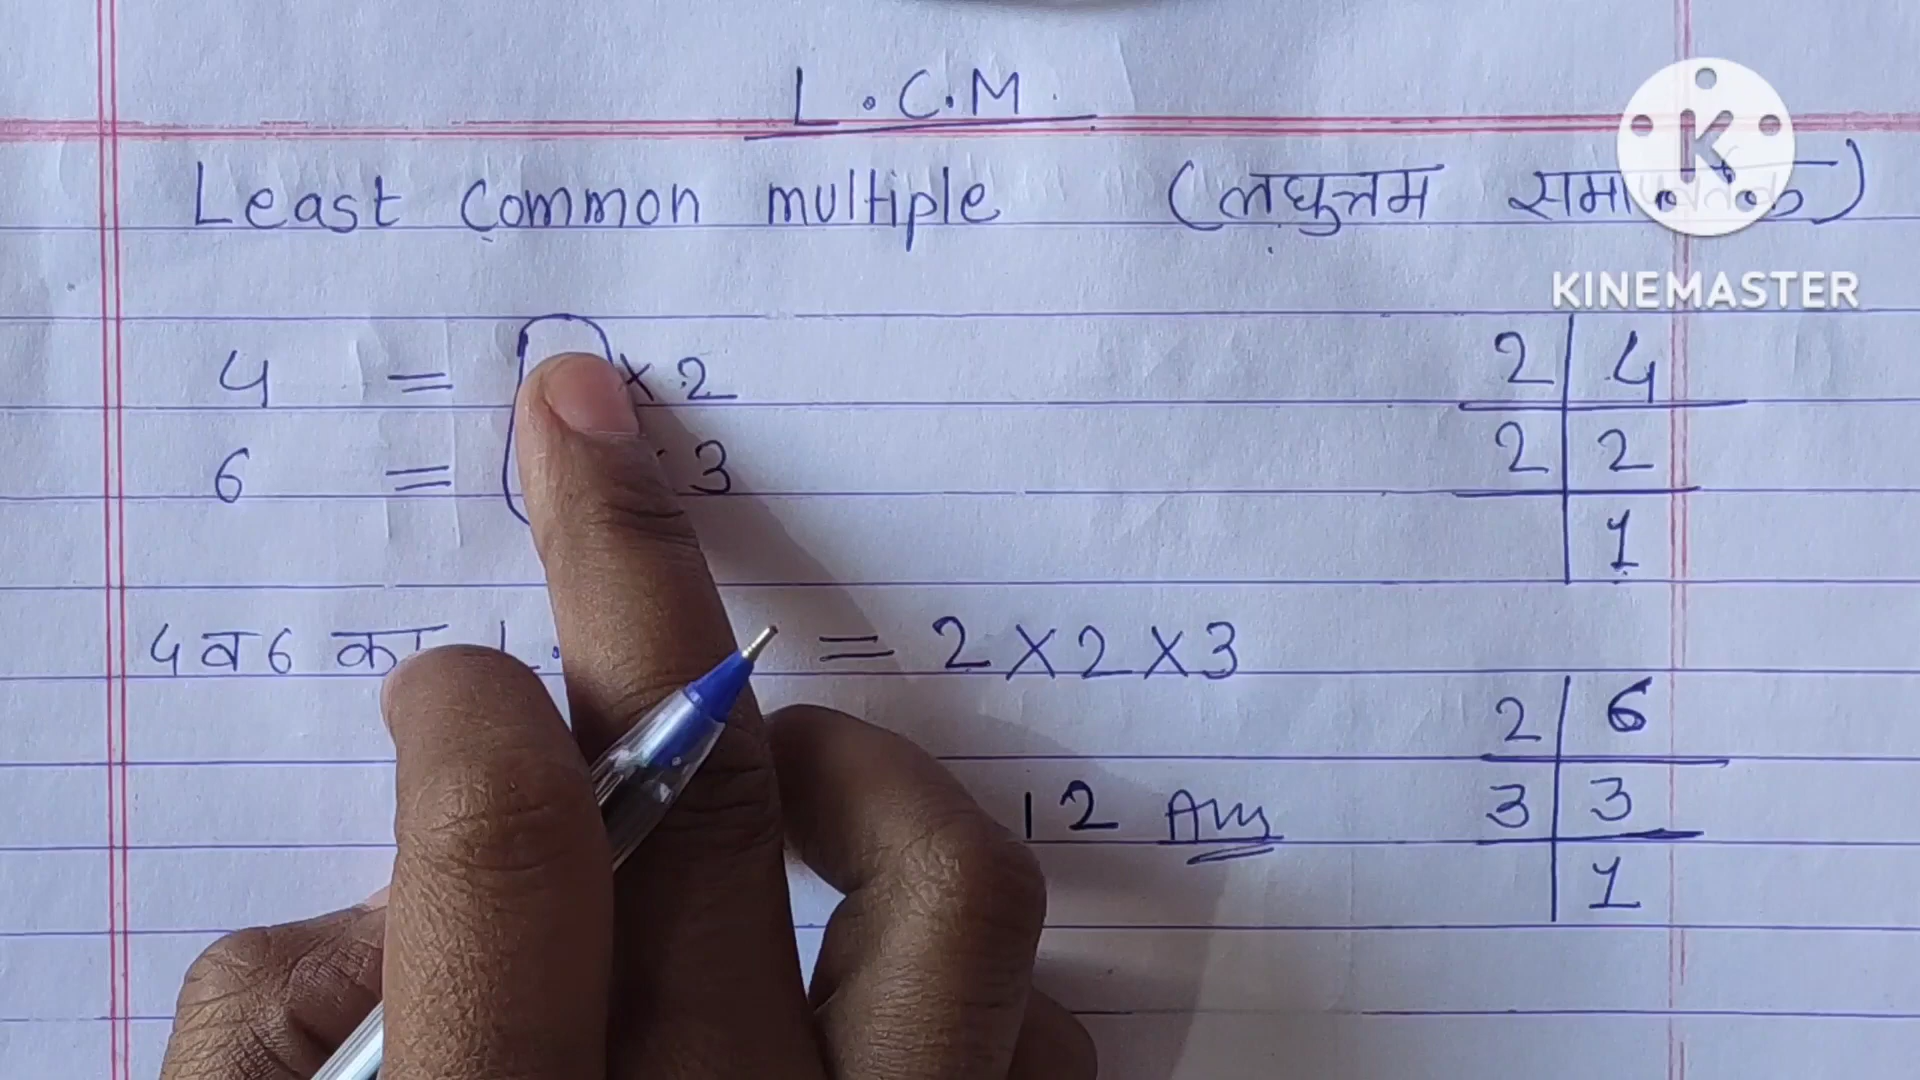 L.C.M.
Least common multiple (लघुत्तम
KINEMASTER
4 = × 2
6 = 3
4 व 6 का L. = 2×2×3
12 Ans
2 | 4
2 | 2
1
2 | 6
3 | 3
1